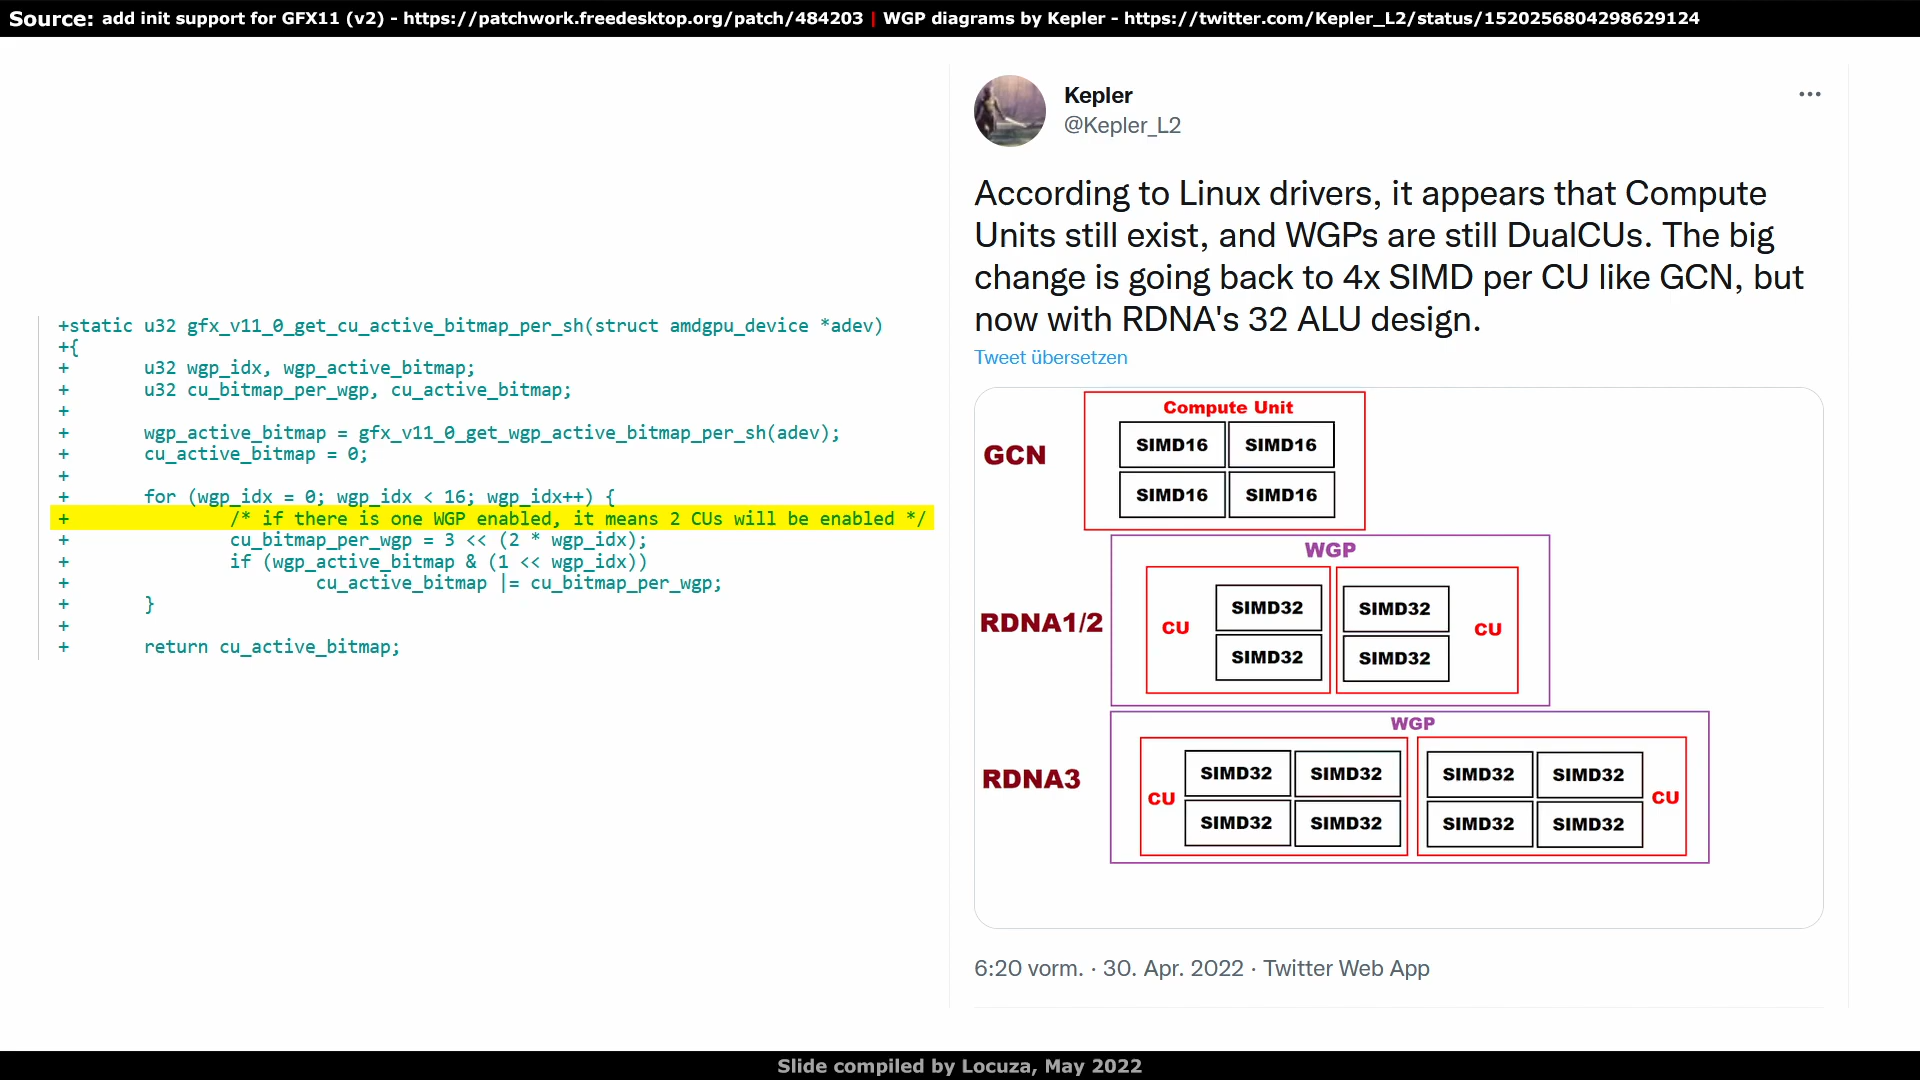 Source: add init support for GFX11 (v2) - https://patchwork.freedesktop.org/patch/484203 | WGP diagrams by Kepler - https://twitter.com/Kepler_L2/status/1520256804298629124
+static u32 gfx_v11_0_get_cu_active_bitmap_per_sh(struct amdgpu_device *adev)
+{
+       u32 wgp_idx, wgp_active_bitmap;
+       u32 cu_bitmap_per_wgp, cu_active_bitmap;
+
+       wgp_active_bitmap = gfx_v11_0_get_wgp_active_bitmap_per_sh(adev);
+       cu_active_bitmap = 0;
+
+       for (wgp_idx = 0; wgp_idx < 16; wgp_idx++) {
+               /* if there is one WGP enabled, it means 2 CUs will be enabled */
+               cu_bitmap_per_wgp = 3 << (2 * wgp_idx);
+               if (wgp_active_bitmap & (1 << wgp_idx))
+                       cu_active_bitmap |= cu_bitmap_per_wgp;
+       }
+
+       return cu_active_bitmap;
Kepler
@Kepler_L2
According to Linux drivers, it appears that Compute
Units still exist, and WGPs are still DualCUs. The big
change is going back to 4x SIMD per CU like GCN, but
now with RDNA's 32 ALU design.
Tweet übersetzen
GCN
Compute Unit
SIMD16 SIMD16
SIMD16 SIMD16
RDNA1/2
WGP
CU SIMD32 SIMD32 CU
SIMD32 SIMD32
RDNA3
WGP
CU SIMD32 SIMD32 SIMD32 SIMD32 CU
SIMD32 SIMD32 SIMD32 SIMD32
6:20 vorm. · 30. Apr. 2022 · Twitter Web App
Slide compiled by Locuza, May 2022